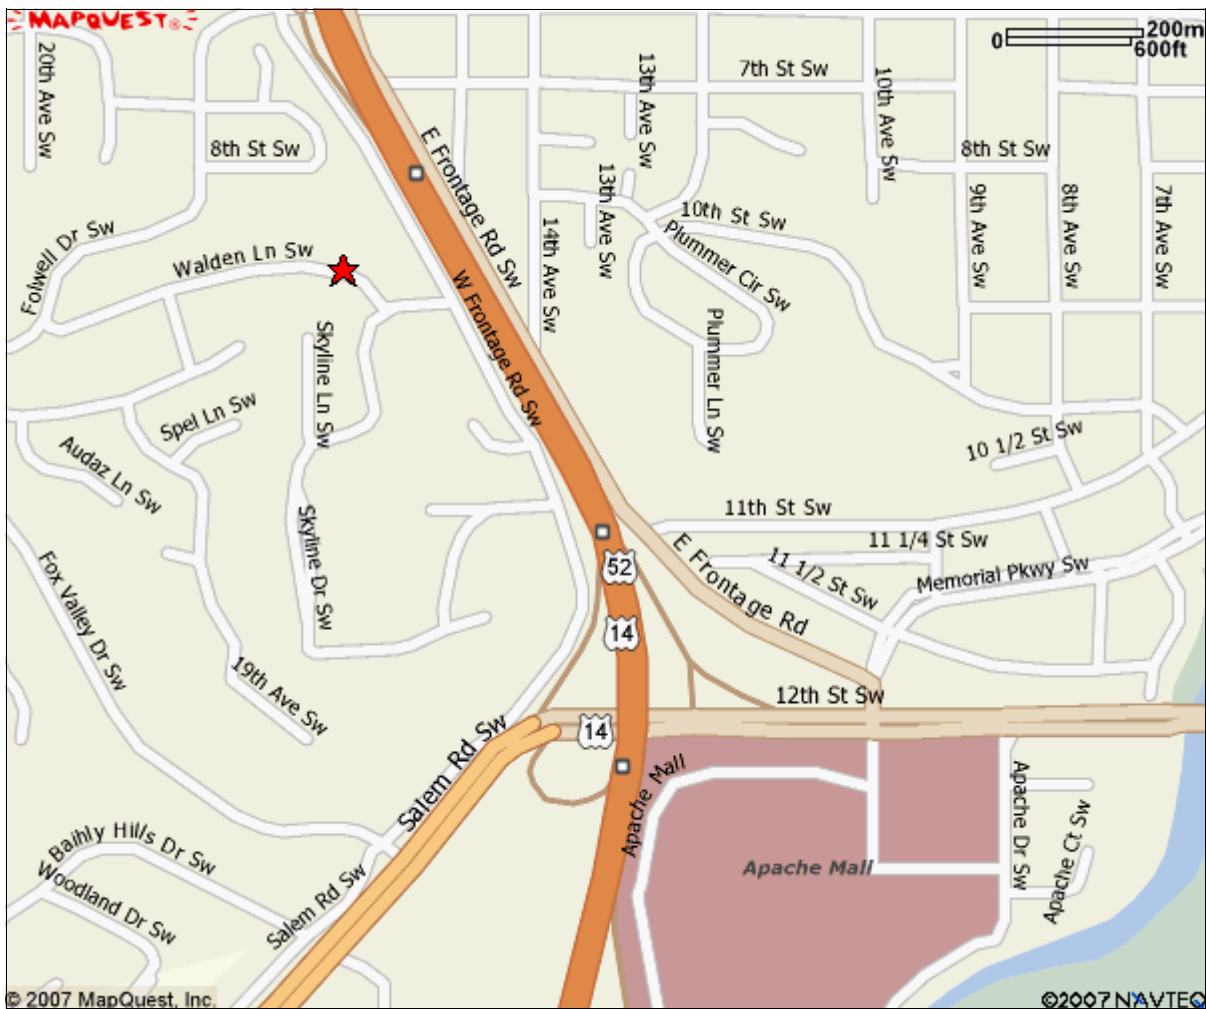 MAPQUEST®
0 200m
600ft
20th Ave Sw
13th Ave Sw
7th St Sw
10th Ave Sw
8th St Sw
8th St Sw
E Frontage Rd Sw
13th Ave Sw
9th Ave Sw
8th Ave Sw
7th Ave Sw
10th St Sw
Folwell Dr Sw
Walden Ln Sw
14th Ave Sw
Plummer Cir Sw
W Frontage Rd Sw
Skyline Ln Sw
Plummer Ln Sw
Spel Ln Sw
Audaz Ln Sw
10 1/2 St Sw
11th St Sw
Skyline Dr Sw
11 1/4 St Sw
E Frontage Rd
11 1/2 St Sw
Memorial Pkwy Sw
52
Fox Valley Dr Sw
14
19th Ave Sw
12th St Sw
14
Salem Rd Sw
Apache Mall
Apache Dr Sw
Apache Ct Sw
Baihly Hills Dr Sw
Apache Mall
Woodland Dr Sw
Salem Rd Sw
© 2007 MapQuest, Inc.
©2007 NAVTEQ